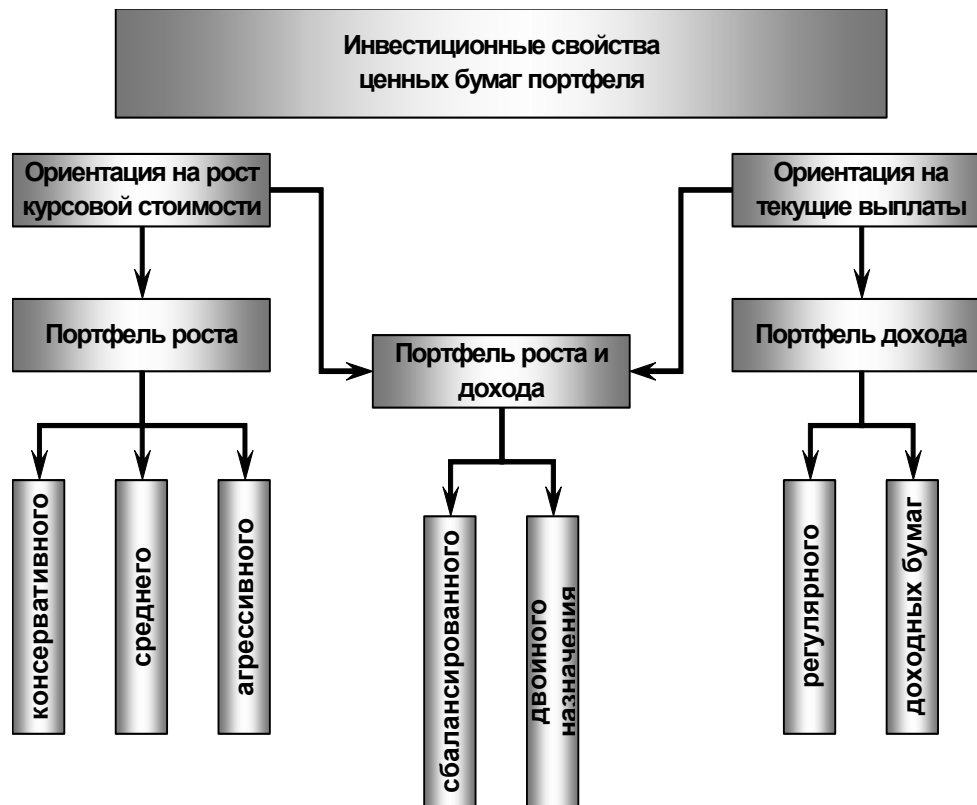 Инвестиционные свойства
ценных бумаг портфеля
Ориентация на рост
курсовой стоимости
Ориентация на
текущие выплаты
Портфель роста
Портфель роста и
дохода
Портфель дохода
консервативного
среднего
агрессивного
сбалансированного
двойного
назначения
регулярного
доходных бумаг